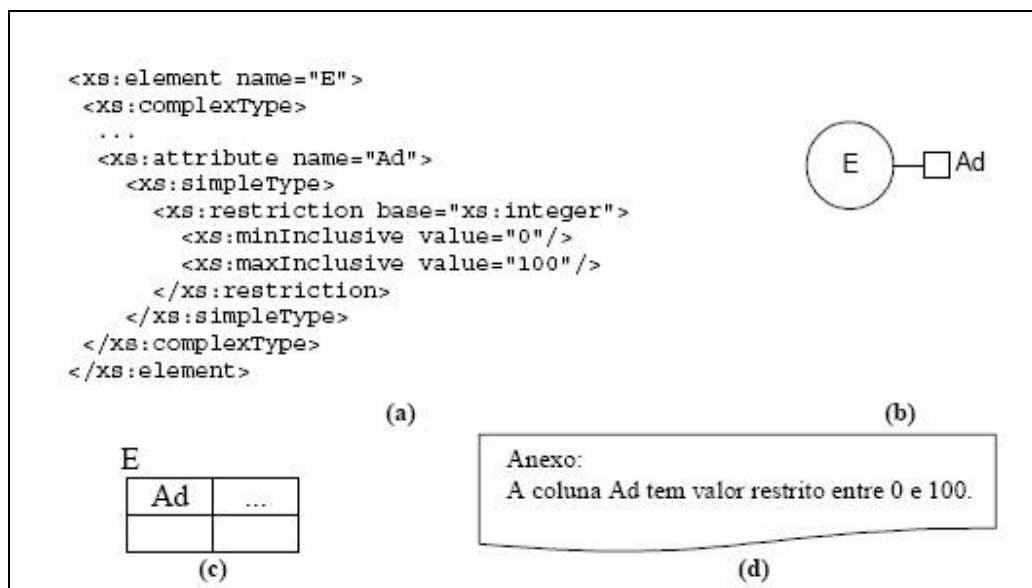 <xs:element name="E">
<xs:complexType>
...
<xs:attribute name="Ad">
<xs:simpleType>
<xs:restriction base="xs:integer">
<xs:minInclusive value="0"/>
<xs:maxInclusive value="100"/>
</xs:restriction>
</xs:simpleType>
</xs:complexType>
</xs:element>
(a)
E
Ad
(b)
E
Ad ...
(c)
Anexo:
A coluna Ad tem valor restrito entre 0 e 100.
(d)